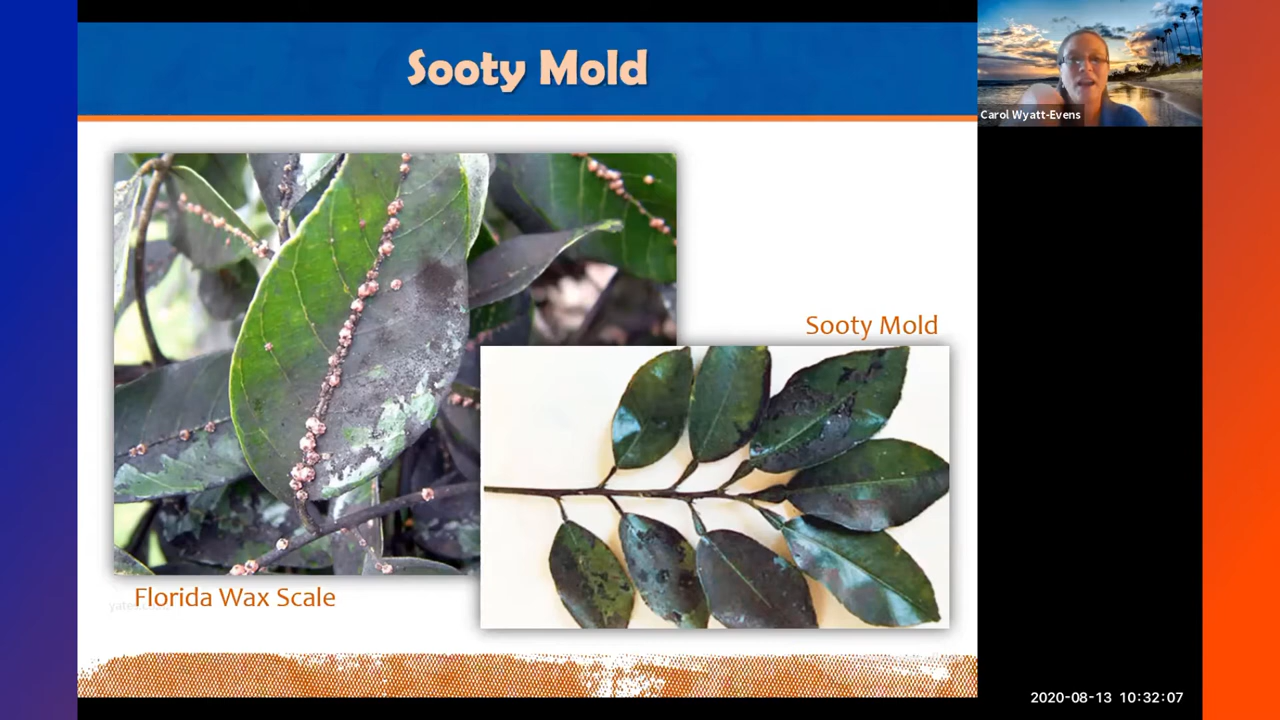 Sooty Mold
Carol Wyatt-Evens
Sooty Mold
Florida Wax Scale
2020-08-13 10:32:07